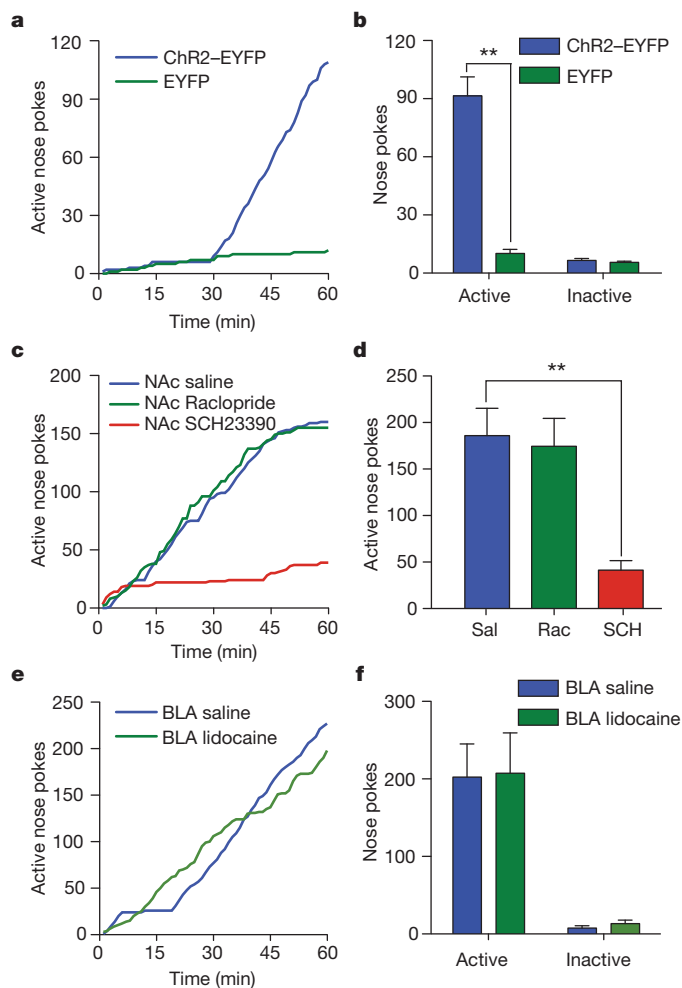 a
120
90
60
30
0
Active nose pokes
ChR2–EYFP
EYFP
0 15 30 45 60
Time (min)
b
120
90
60
30
0
Nose pokes
**
ChR2–EYFP
EYFP
Active Inactive
c
200
150
100
50
0
Active nose pokes
NAc saline
NAc Raclopride
NAc SCH23390
0 15 30 45 60
Time (min)
d
250
200
150
100
50
0
Active nose pokes
**
Sal Rac SCH
e
250
200
150
100
50
0
Active nose pokes
BLA saline
BLA lidocaine
0 15 30 45 60
Time (min)
f
300
200
100
0
Nose pokes
BLA saline
BLA lidocaine
Active Inactive